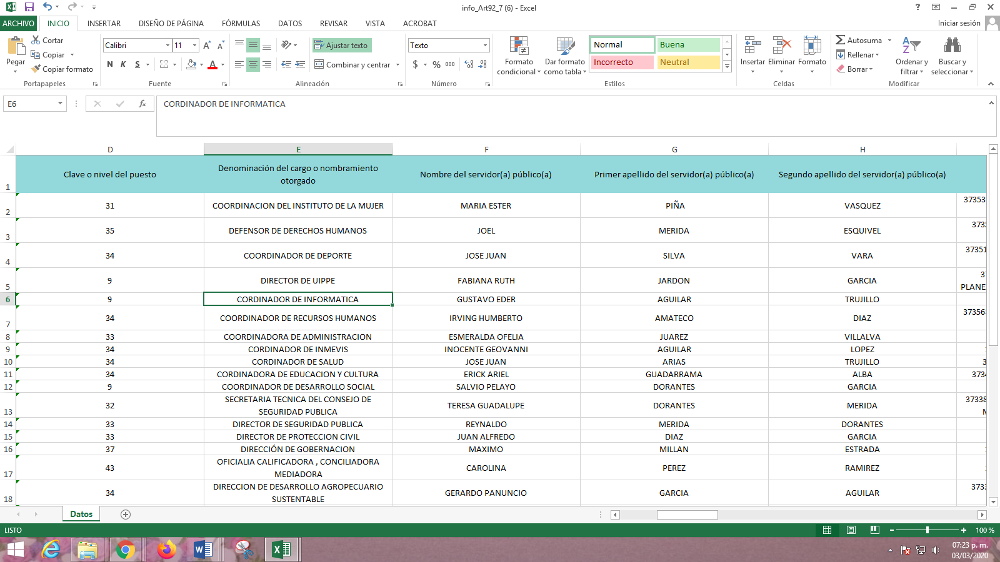 info_Art92_7 (6) - Excel
ARCHIVO INICIO INSERTAR DISEÑO DE PÁGINA FÓRMULAS DATOS REVISAR VISTA ACROBAT Iniciar sesión
Pegar
Cortar
Copiar
Copiar formato
Portapapeles
Calibri 11
N K S
Fuente
Ajustar texto
Combinar y centrar
Alineación
Texto
$ % 000
Número
Formato condicional
Dar formato como tabla
Normal Buena
Incorrecto Neutral
Estilos
Insertar Eliminar Formato
Celdas
Autosuma
Rellenar
Borrar
Ordenar y filtrar
Buscar y seleccionar
Modificar
E6 fx CORDINADOR DE INFORMATICA
D E F G H
1 Clave o nivel del puesto Denominación del cargo o nombramiento otorgado Nombre del servidor(a) público(a) Primer apellido del servidor(a) público(a) Segundo apellido del servidor(a) público(a)
2 31 COORDINACION DEL INSTITUTO DE LA MUJER MARIA ESTER PIÑA VASQUEZ 37353
3 35 DEFENSOR DE DERECHOS HUMANOS JOEL MERIDA ESQUIVEL 373
4 34 COORDINADOR DE DEPORTE JOSE JUAN SILVA VARA 37351
5 9 DIRECTOR DE UIPPE FABIANA RUTH JARDON GARCIA 37 PLANE
6 9 CORDINADOR DE INFORMATICA GUSTAVO EDER AGUILAR TRUJILLO
7 34 COORDINADOR DE RECURSOS HUMANOS IRVING HUMBERTO AMATECO DIAZ 37356
8 33 COORDINADORA DE ADMINISTRACION ESMERALDA OFELIA JUAREZ VILLALVA
9 34 CORDINADOR DE INMEVIS INOCENTE GEOVANNI AGUILAR LOPEZ
10 34 CORDINADOR DE SALUD JOSE JUAN ARIAS TRUJILLO 3
11 34 CORDINADORA DE EDUCACION Y CULTURA ERICK ARIEL GUADARRAMA ALBA 373
12 9 COORDINADOR DE DESARROLLO SOCIAL SALVIO PELAYO DORANTES GARCIA
13 32 SECRETARIA TECNICA DEL CONSEJO DE SEGURIDAD PUBLICA TERESA GUADALUPE DORANTES MERIDA 37338
14 33 DIRECTOR DE SEGURIDAD PUBLICA REYNALDO MERIDA DORANTES
15 33 DIRECTOR DE PROTECCION CIVIL JUAN ALFREDO DIAZ GARCIA
16 37 DIRECCIÓN DE GOBERNACION MAXIMO MILLAN ESTRADA
17 43 OFICIALIA CALIFICADORA , CONCILIADORA MEDIADORA CAROLINA PEREZ RAMIREZ
18 34 DIRECCION DE DESARROLLO AGROPECUARIO SUSTENTABLE GERARDO PANUNCIO GARCIA AGUILAR 373
Datos
LISTO 100 %
07:23 p. m.
03/03/2020